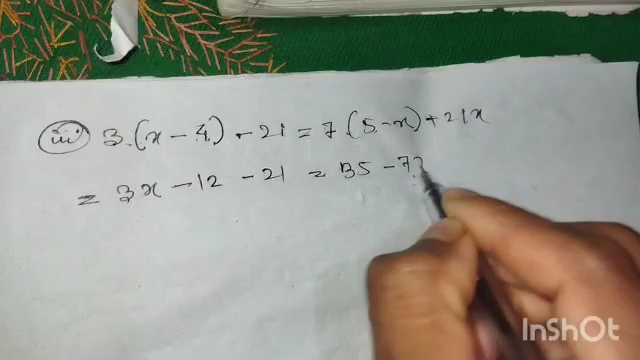 (iii) 3.(x - 4) - 21 = 7.(5 - x) + 21x
= 3x - 12 - 21 = 35 - 7
InShOt